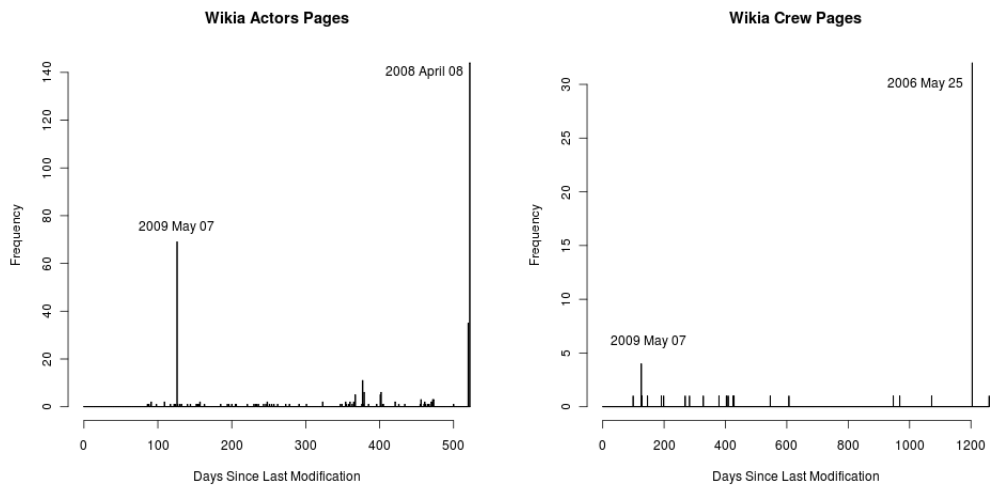 Wikia Actors Pages
Frequency
0
20
40
60
80
100
120
140
2008 April 08
2009 May 07
0 100 200 300 400 500
Days Since Last Modification
Wikia Crew Pages
Frequency
0
5
10
15
20
25
30
2006 May 25
2009 May 07
0 200 400 600 800 1000 1200
Days Since Last Modification